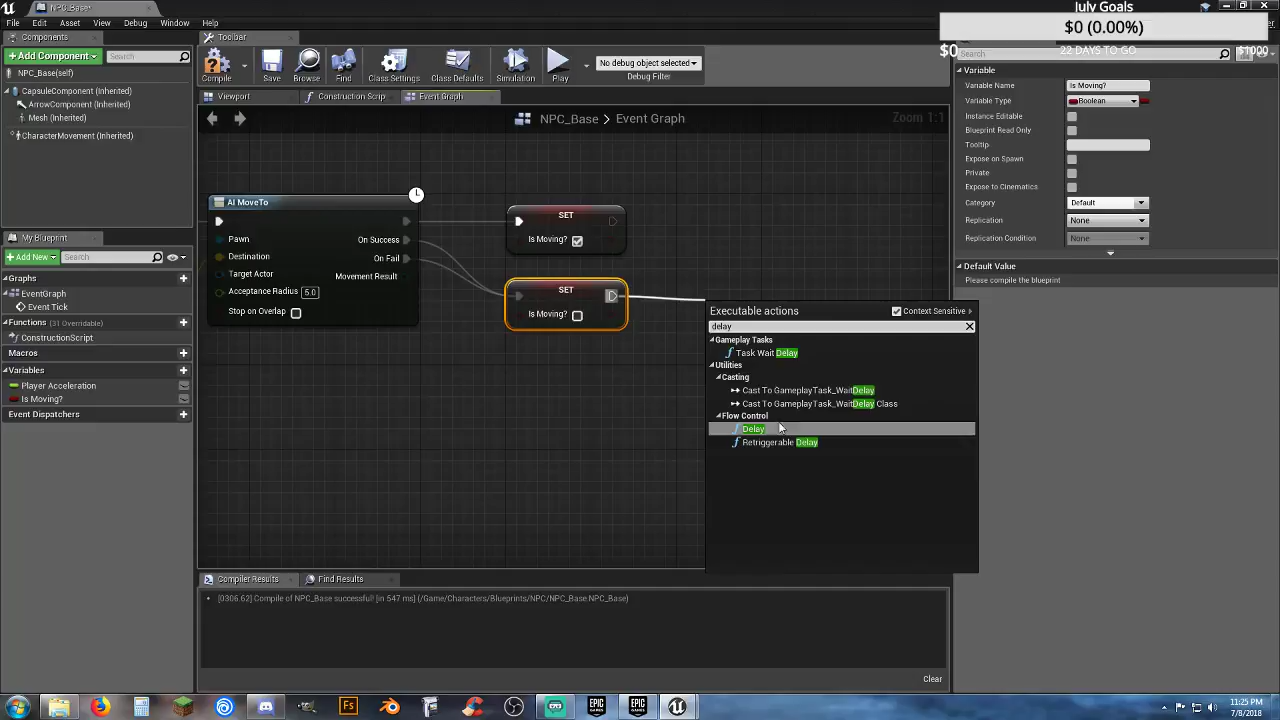 NPC_Base*
July Goals
File Edit Asset View Debug Window Help
$0 (0.00%)
$0 22 DAYS TO GO $1000
Components
Toolbar
+ Add Component
Search
NPC_Base(self)
CapsuleComponent (Inherited)
ArrowComponent (Inherited)
Mesh (Inherited)
CharacterMovement (Inherited)
Compile
Save
Browse
Find
Class Settings
Class Defaults
Simulation
Play
No debug object selected
Debug Filter
Viewport
Construction Scrip
Event Graph
NPC_Base > Event Graph
Zoom 1:1
AI MoveTo
Pawn
Destination
Target Actor
Acceptance Radius 5.0
Stop on Overlap
On Success
On Fail
Movement Result
SET
Is Moving?
SET
Is Moving?
Executable actions
Context Sensitive
delay
Gameplay Tasks
Task Wait Delay
Utilities
Casting
Cast To GameplayTask_WaitDelay
Cast To GameplayTask_WaitDelay Class
Flow Control
Delay
Retriggerable Delay
My Blueprint
+ Add New
Search
Graphs
EventGraph
Event Tick
Functions (31 Overridable)
ConstructionScript
Macros
Variables
Player Acceleration
Is Moving?
Event Dispatchers
Search
Variable
Variable Name Is Moving?
Variable Type Boolean
Instance Editable
Blueprint Read Only
Tooltip
Expose on Spawn
Private
Expose to Cinematics
Category Default
Replication None
Replication Condition None
Default Value
Please compile the blueprint
Compiler Results
Find Results
[0306.62] Compile of NPC_Base successful! [in 547 ms] (/Game/Characters/Blueprints/NPC/NPC_Base.NPC_Base)
Clear
Fs
EPIC GAMES
EPIC GAMES
11:25 PM
7/8/2018